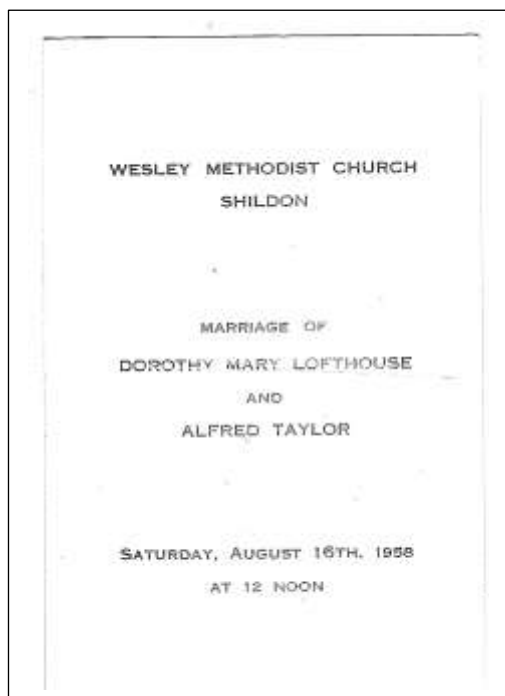 WESLEY METHODIST CHURCH
SHILDON
MARRIAGE OF
DOROTHY MARY LOFTHOUSE
AND
ALFRED TAYLOR
SATURDAY, AUGUST 16TH, 1958
AT 12 NOON